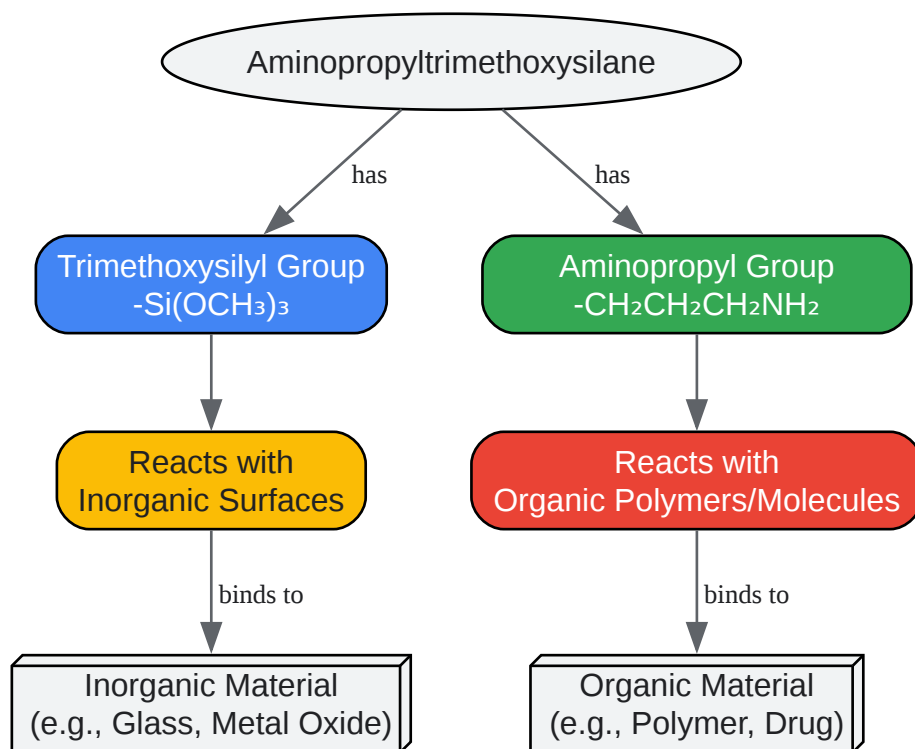 Aminopropyltrimethoxysilane
has
has
Trimethoxysilyl Group
-Si(OCH₃)₃
Aminopropyl Group
-CH₂CH₂CH₂NH₂
Reacts with
Inorganic Surfaces
Reacts with
Organic Polymers/Molecules
binds to
binds to
Inorganic Material
(e.g., Glass, Metal Oxide)
Organic Material
(e.g., Polymer, Drug)